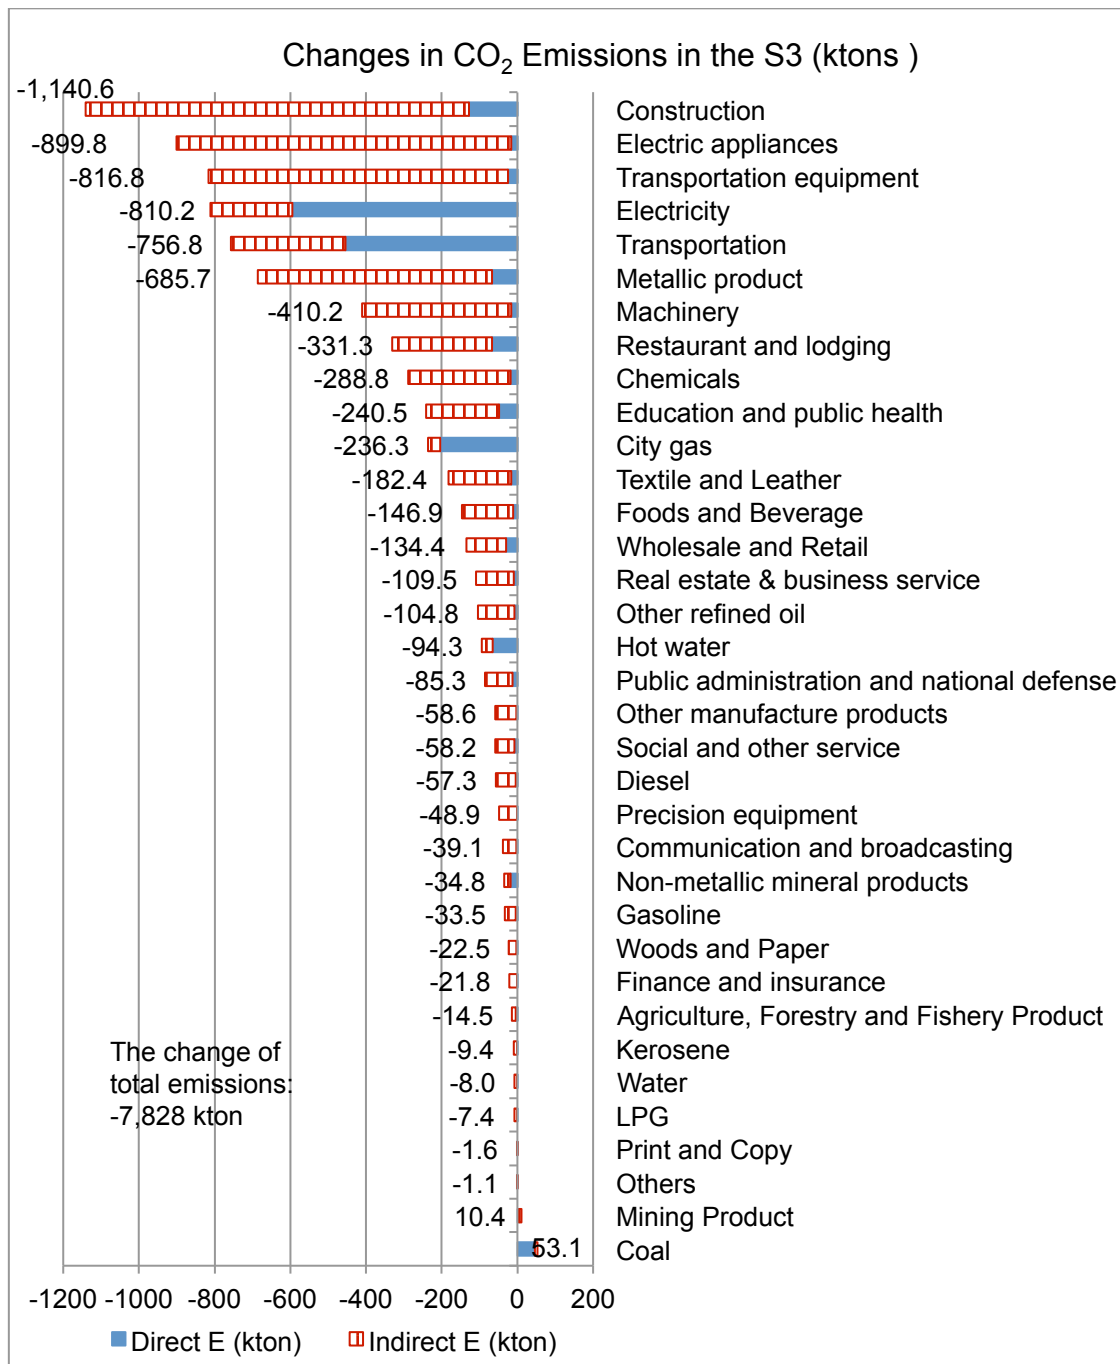 Changes in CO2 Emissions in the S3 (ktons )
-1,140.6 Construction
-899.8 Electric appliances
-816.8 Transportation equipment
-810.2 Electricity
-756.8 Transportation
-685.7 Metallic product
-410.2 Machinery
-331.3 Restaurant and lodging
-288.8 Chemicals
-240.5 Education and public health
-236.3 City gas
-182.4 Textile and Leather
-146.9 Foods and Beverage
-134.4 Wholesale and Retail
-109.5 Real estate & business service
-104.8 Other refined oil
-94.3 Hot water
-85.3 Public administration and national defense
-58.6 Other manufacture products
-58.2 Social and other service
-57.3 Diesel
-48.9 Precision equipment
-39.1 Communication and broadcasting
-34.8 Non-metallic mineral products
-33.5 Gasoline
-22.5 Woods and Paper
-21.8 Finance and insurance
-14.5 Agriculture, Forestry and Fishery Product
-9.4 Kerosene
-8.0 Water
-7.4 LPG
-1.6 Print and Copy
-1.1 Others
10.4 Mining Product
53.1 Coal
The change of
total emissions:
-7,828 kton
-1200 -1000 -800 -600 -400 -200 0 200
Direct E (kton) Indirect E (kton)